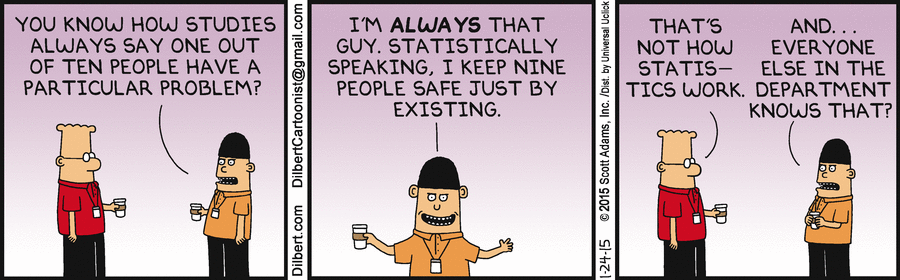 YOU KNOW HOW STUDIES
ALWAYS SAY ONE OUT
OF TEN PEOPLE HAVE A
PARTICULAR PROBLEM?
Dilbert.com DilbertCartoonist@gmail.com
I'M ALWAYS THAT
GUY. STATISTICALLY
SPEAKING, I KEEP NINE
PEOPLE SAFE JUST BY
EXISTING.
1-24-15 © 2015 Scott Adams, Inc. /Dist. by Universal Uclick
THAT'S
NOT HOW
STATIS-
TICS WORK.
AND...
EVERYONE
ELSE IN THE
DEPARTMENT
KNOWS THAT?